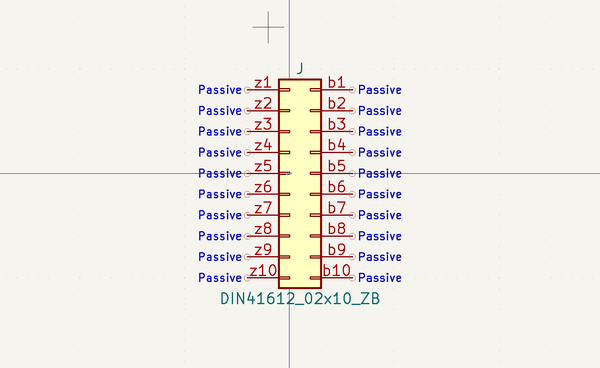 J
Passive z1 b1 Passive
Passive z2 b2 Passive
Passive z3 b3 Passive
Passive z4 b4 Passive
Passive z5 b5 Passive
Passive z6 b6 Passive
Passive z7 b7 Passive
Passive z8 b8 Passive
Passive z9 b9 Passive
Passive z10 b10 Passive
DIN41612_02x10_ZB